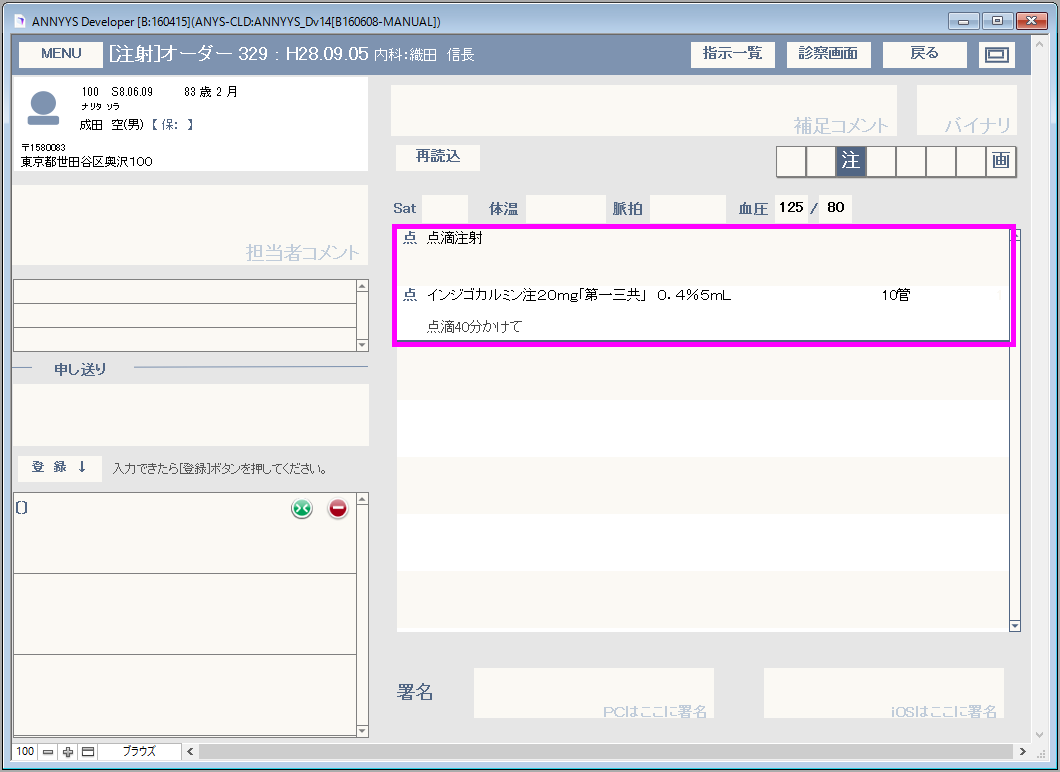 ANNYYS Developer [B:160415](ANYS-CLD:ANNYYS_Dv14[B160608-MANUAL])
MENU [注射]オーダー 329 : H28.09.05 内科:織田 信長 指示一覧 診察画面 戻る
100 S8.06.09 83 歳 2 月
ナリタ ソラ
成田 空(男) 【 保: 】
〒1580083
東京都世田谷区奥沢100
補足コメント バイナリ
再読込 注 画
Sat 体温 脈拍 血圧 125 / 80
担当者コメント
点 点滴注射
点 インジゴカルミン注20mg「第一三共」 0.4%5mL 10管
点滴40分かけて
申し送り
登 録 ↓ 入力できたら[登録]ボタンを押してください。
[]
署名 PCはここに署名 iOSはここに署名
100 ブラウズ